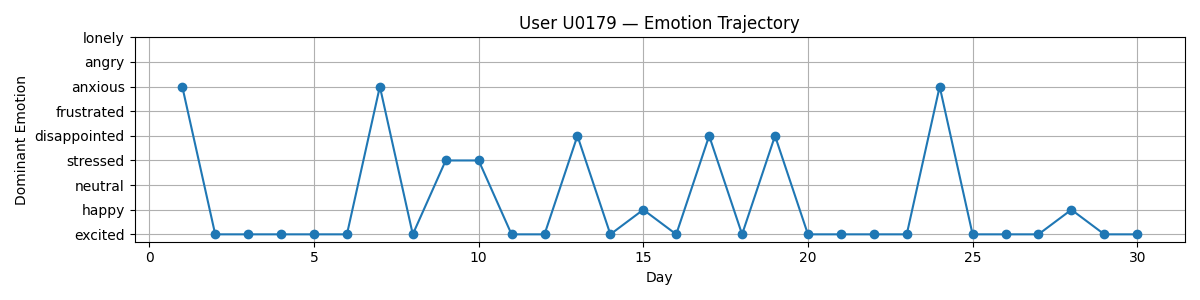 User U0179 — Emotion Trajectory
Dominant Emotion
lonely
angry
anxious
frustrated
disappointed
stressed
neutral
happy
excited
0 5 10 15 20 25 30
Day